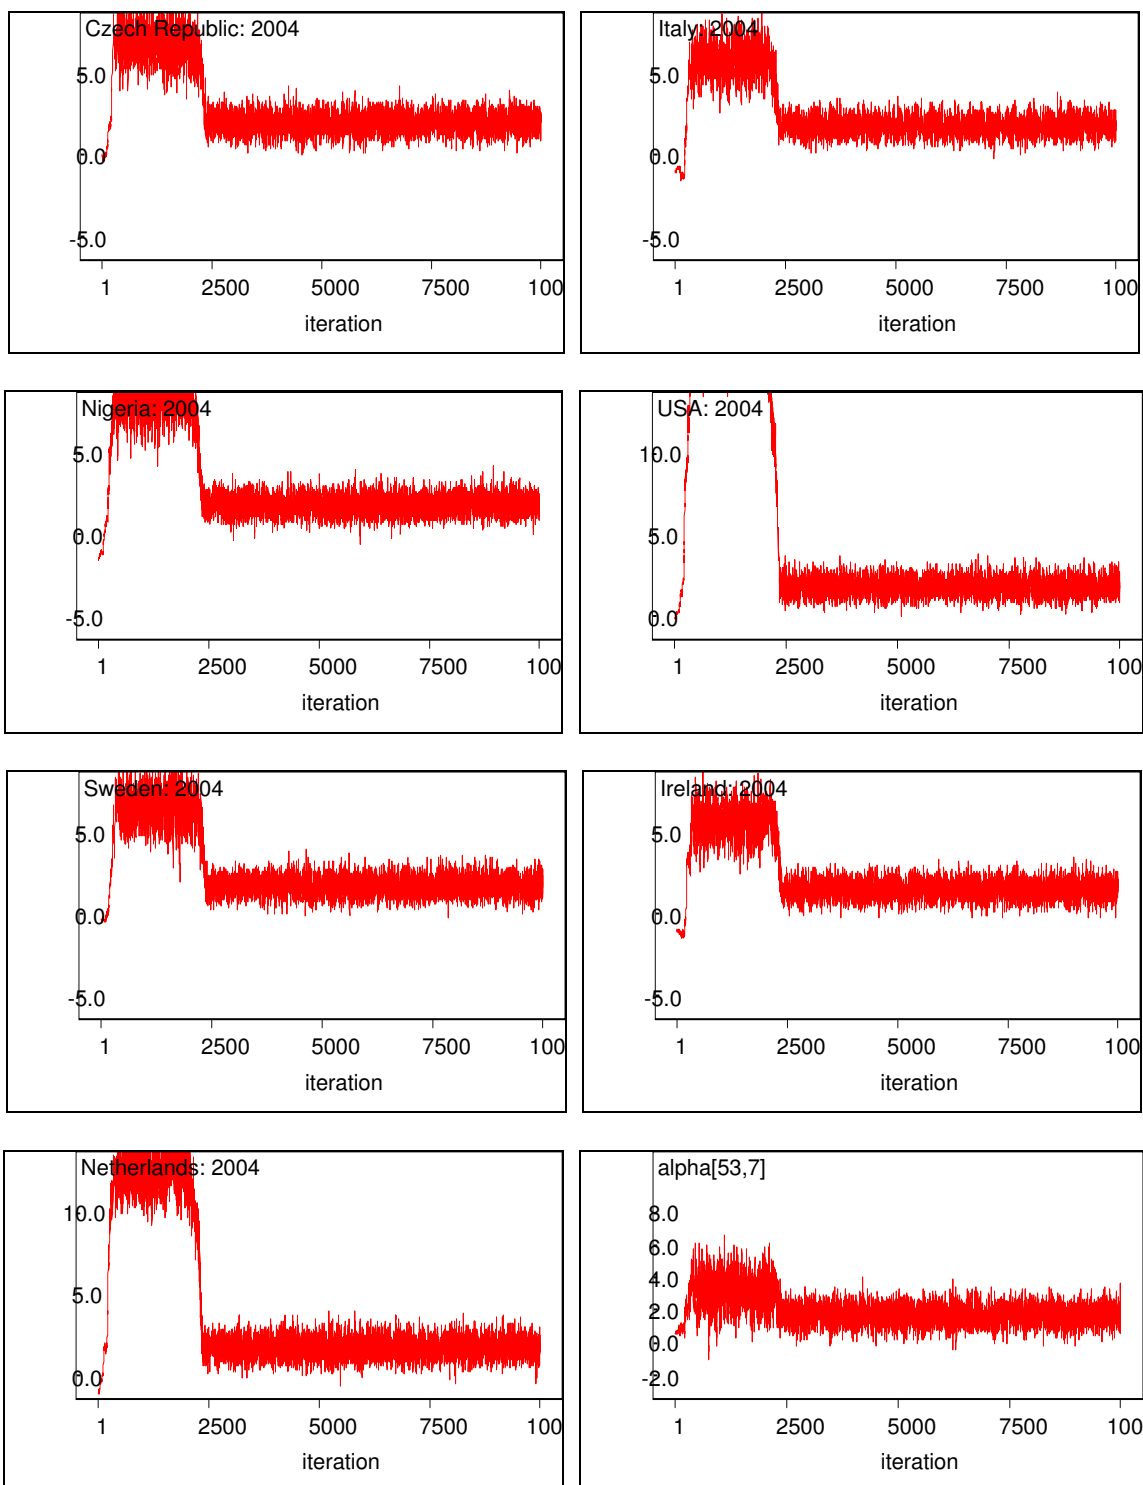 Czech Republic: 2004
5.0
0.0
-5.0
1 2500 5000 7500 100
iteration
Italy: 2004
5.0
0.0
-5.0
1 2500 5000 7500 100
iteration
Nigeria: 2004
5.0
0.0
-5.0
1 2500 5000 7500 100
iteration
USA: 2004
10.0
5.0
0.0
1 2500 5000 7500 100
iteration
Sweden: 2004
5.0
0.0
-5.0
1 2500 5000 7500 100
iteration
Ireland: 2004
5.0
0.0
-5.0
1 2500 5000 7500 100
iteration
Netherlands: 2004
10.0
5.0
0.0
1 2500 5000 7500 100
iteration
alpha[53,7]
8.0
6.0
4.0
2.0
0.0
-2.0
1 2500 5000 7500 100
iteration